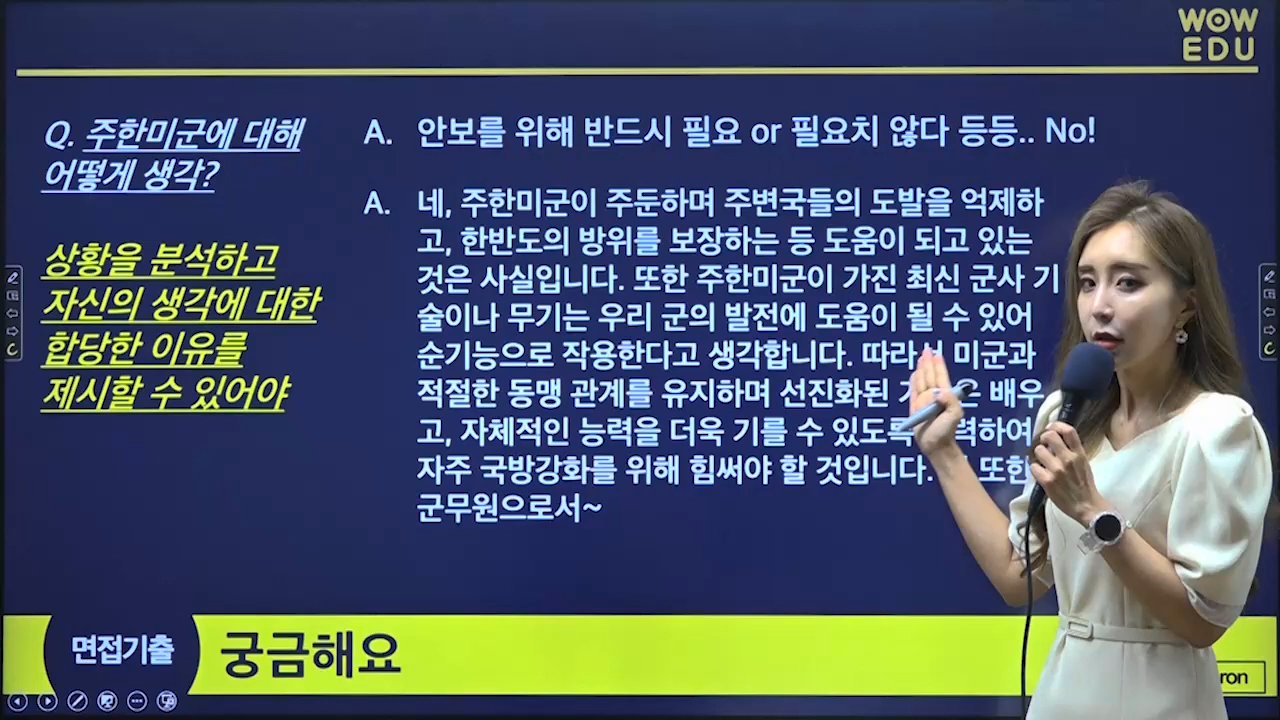 WOW
EDU
Q. 주한미군에 대해
어떻게 생각?
상황을 분석하고
자신의 생각에 대한
합당한 이유를
제시할 수 있어야
A. 안보를 위해 반드시 필요 or 필요치 않다 등등.. No!
A. 네, 주한미군이 주둔하며 주변국들의 도발을 억제하
고, 한반도의 방위를 보장하는 등 도움이 되고 있는
것은 사실입니다. 또한 주한미군이 가진 최신 군사 기
술이나 무기는 우리 군의 발전에 도움이 될 수 있어
순기능으로 작용한다고 생각합니다. 따라서 미군과
적절한 동맹 관계를 유지하며 선진화된 배우
고, 자체적인 능력을 더욱 기를 수 있도록
자주 국방강화를 위해 힘써야 할 것입니다. 또한
군무원으로서~
면접기출
궁금해요
ron